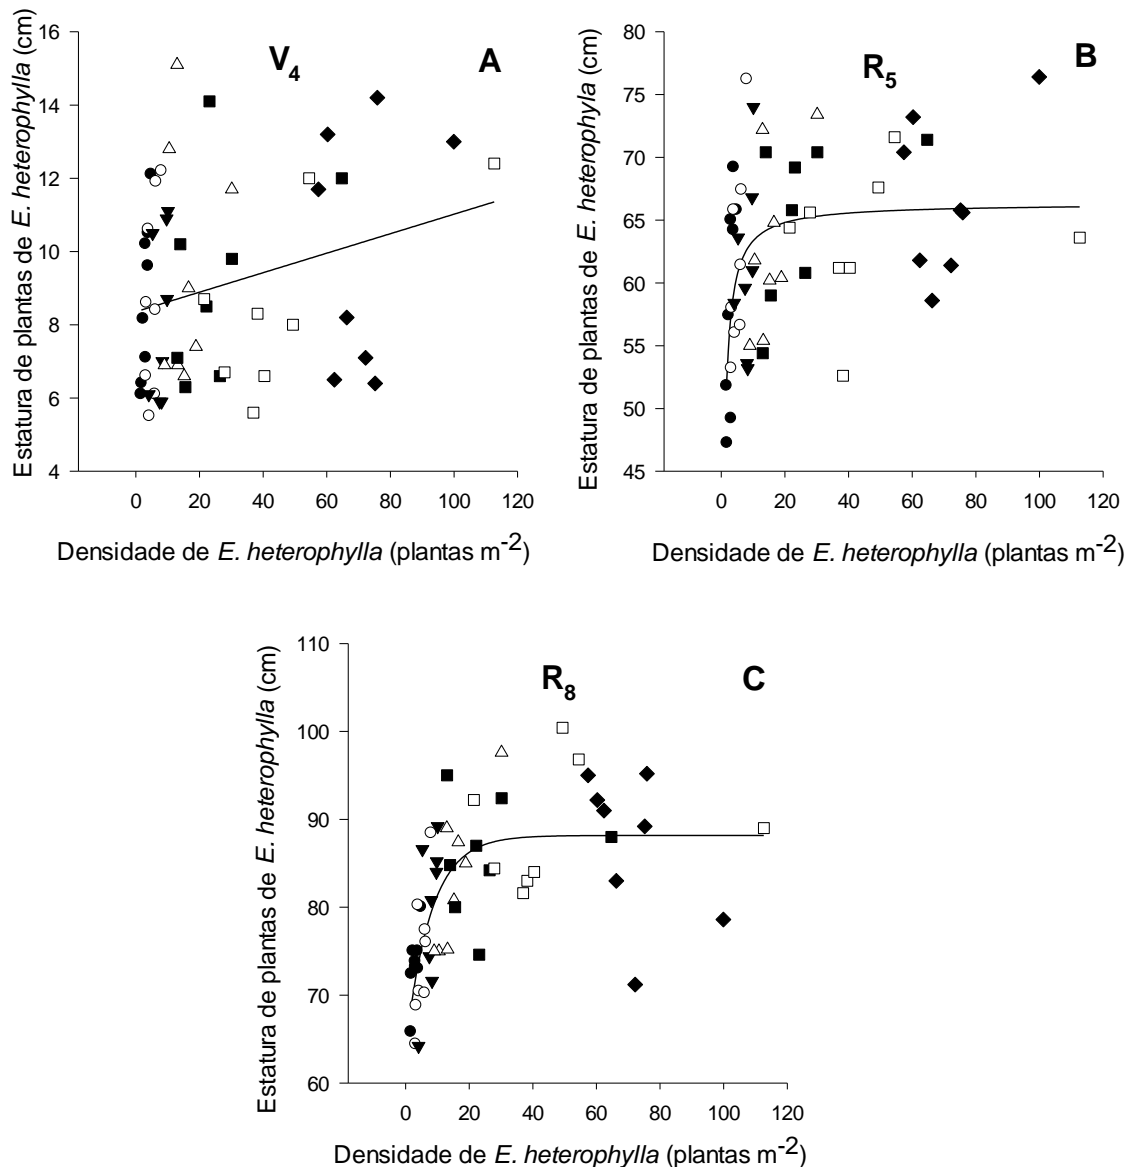 Estatura de plantas de E. heterophylla (cm)
16
14
12
10
8
6
4
V4
A
0 20 40 60 80 100 120
Densidade de E. heterophylla (plantas m-2)
Estatura de plantas de E. heterophyla (cm)
80
75
70
65
60
55
50
45
R5
B
0 20 40 60 80 100 120
Densidade de E. heterophylla (plantas m-2)
Estatura de plantas de E. heterophylla (cm)
110
100
90
80
70
60
R8
C
0 20 40 60 80 100 120
Densidade de E. heterophylla (plantas m-2)